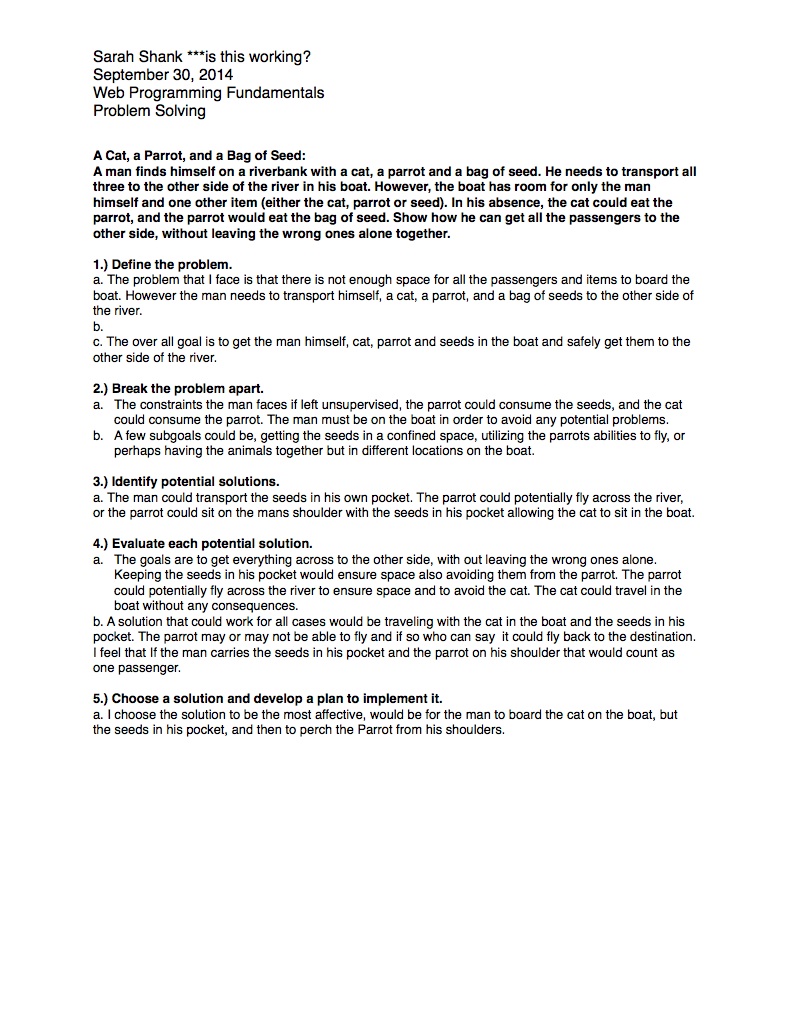 Sarah Shank ***is this working?
September 30, 2014
Web Programming Fundamentals
Problem Solving
A Cat, a Parrot, and a Bag of Seed:
A man finds himself on a riverbank with a cat, a parrot and a bag of seed. He needs to transport all
three to the other side of the river in his boat. However, the boat has room for only the man
himself and one other item (either the cat, parrot or seed). In his absence, the cat could eat the
parrot, and the parrot would eat the bag of seed. Show how he can get all the passengers to the
other side, without leaving the wrong ones alone together.
1.) Define the problem.
a. The problem that I face is that there is not enough space for all the passengers and items to board the
boat. However the man needs to transport himself, a cat, a parrot, and a bag of seeds to the other side of
the river.
b.
c. The over all goal is to get the man himself, cat, parrot and seeds in the boat and safely get them to the
other side of the river.
2.) Break the problem apart.
a. The constraints the man faces if left unsupervised, the parrot could consume the seeds, and the cat
could consume the parrot. The man must be on the boat in order to avoid any potential problems.
b. A few subgoals could be, getting the seeds in a confined space, utilizing the parrots abilities to fly, or
perhaps having the animals together but in different locations on the boat.
3.) Identify potential solutions.
a. The man could transport the seeds in his own pocket. The parrot could potentially fly across the river,
or the parrot could sit on the mans shoulder with the seeds in his pocket allowing the cat to sit in the boat.
4.) Evaluate each potential solution.
a. The goals are to get everything across to the other side, with out leaving the wrong ones alone.
Keeping the seeds in his pocket would ensure space also avoiding them from the parrot. The parrot
could potentially fly across the river to ensure space and to avoid the cat. The cat could travel in the
boat without any consequences.
b. A solution that could work for all cases would be traveling with the cat in the boat and the seeds in his
pocket. The parrot may or may not be able to fly and if so who can say it could fly back to the destination.
I feel that If the man carries the seeds in his pocket and the parrot on his shoulder that would count as
one passenger.
5.) Choose a solution and develop a plan to implement it.
a. I choose the solution to be the most affective, would be for the man to board the cat on the boat, but
the seeds in his pocket, and then to perch the Parrot from his shoulders.